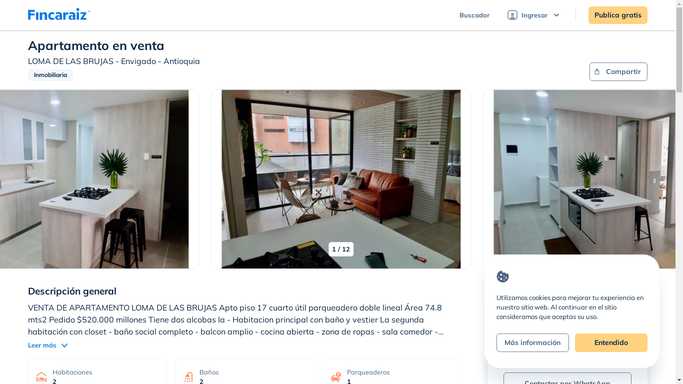 Fincaraiz
Buscador
Ingresar
Publica gratis
Apartamento en venta
LOMA DE LAS BRUJAS - Envigado - Antioquia
Inmobiliaria
Compartir
1 / 12
Descripción general
VENTA DE APARTAMENTO LOMA DE LAS BRUJAS Apto piso 17 cuarto útil parqueadero doble lineal Área 74.8
mts2 Pedido $520.000 millones Tiene dos alcobas la - Habitacion principal con baño y vestier La segunda
habitación con closet - baño social completo - balcon amplio - cocina abierta - zona de ropas - sala comedor -...
Leer más
Habitaciones
2
Baños
2
Parqueaderos
1
Utilizamos cookies para mejorar tu experiencia en
nuestro sitio web. Al continuar en el sitio
consideramos que aceptas su uso.
Más información
Entendido
Contactar por WhatsApp